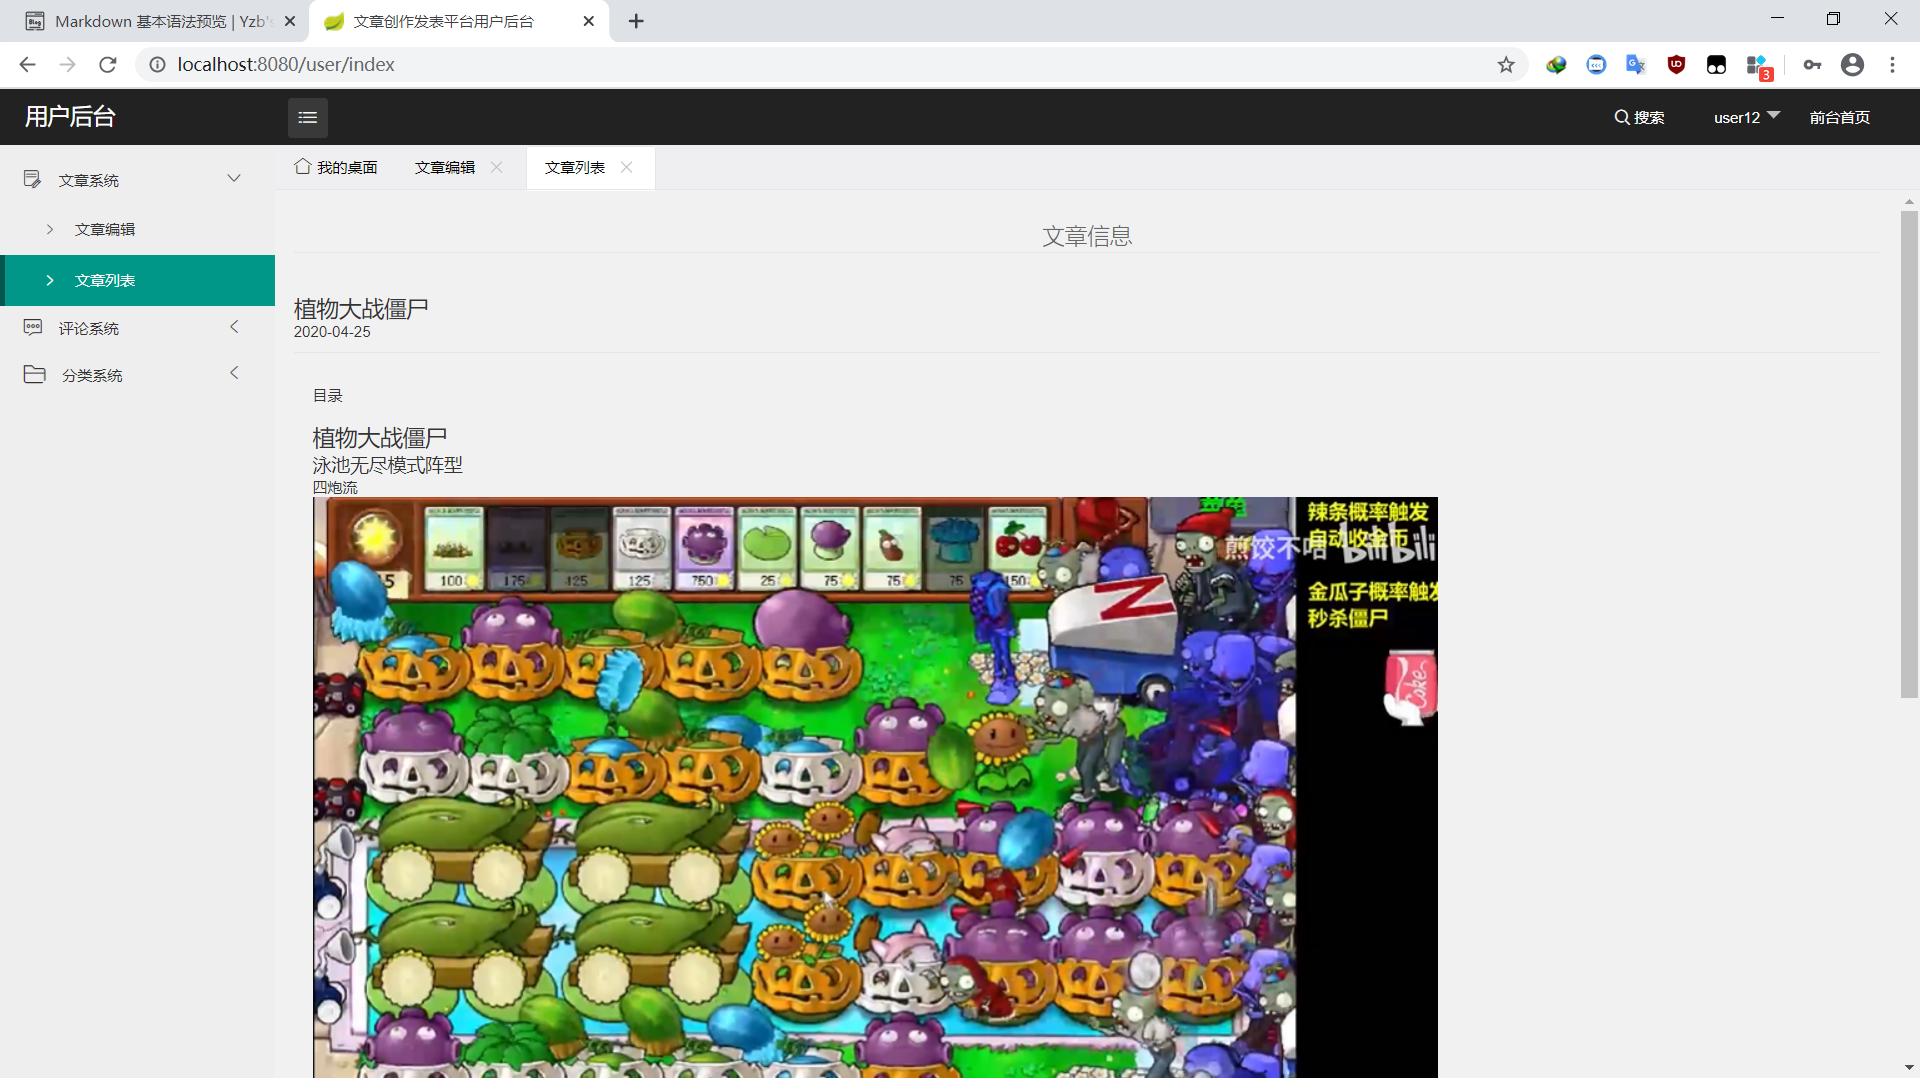 Markdown 基本语法预览 | Yzb's
文章创作发表平台用户后台
localhost:8080/user/index
3
用户后台
搜索
user12
前台首页
文章系统
文章编辑
文章列表
评论系统
分类系统
我的桌面
文章编辑
文章列表
文章信息
植物大战僵尸
2020-04-25
目录
植物大战僵尸
泳池无尽模式阵型
四炮流
100
175
125
125
750
25
75
75
75
150
辣条概率触发
自动收金币
煎饺不哈 bilibili
金瓜子概率触发
秒杀僵尸
Coke